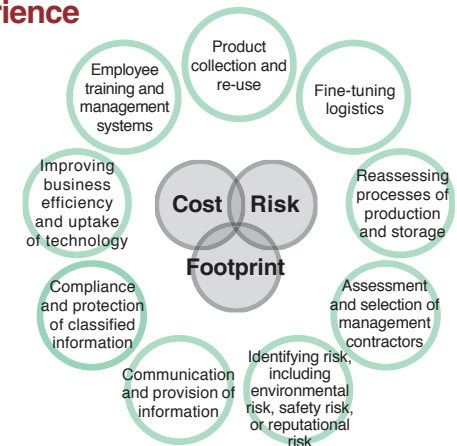 rience
Product
collection and
re-use
Fine-tuning
logistics
Reassessing
processes of
production
and storage
Assessment
and selection of
management
contractors
Identifying risk,
including
environmental
risk, safety risk,
or reputational
risk
Communication
and provision of
information
Compliance
and protection
of classified
information
Improving
business
efficiency
and uptake
of technology
Employee
training and
management
systems
Cost
Risk
Footprint